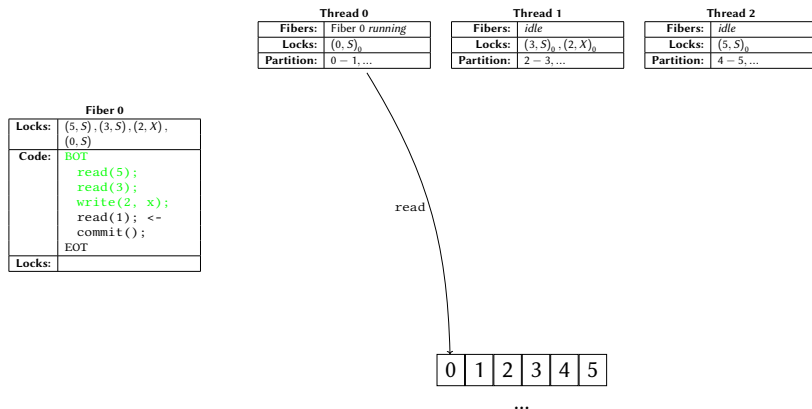 Thread 0
Fibers: Fiber 0 running
Locks: (0, S)₀
Partition: 0 − 1, ...
Thread 1
Fibers: idle
Locks: (3, S)₀ , (2, X)₀
Partition: 2 − 3, ...
Thread 2
Fibers: idle
Locks: (5, S)₀
Partition: 4 − 5, ...
Fiber 0
Locks: (5, S) , (3, S) , (2, X) ,
(0, S)
Code: BOT
read(5);
read(3);
write(2, x);
read(1); <-
commit();
EOT
Locks:
read
0 1 2 3 4 5
...